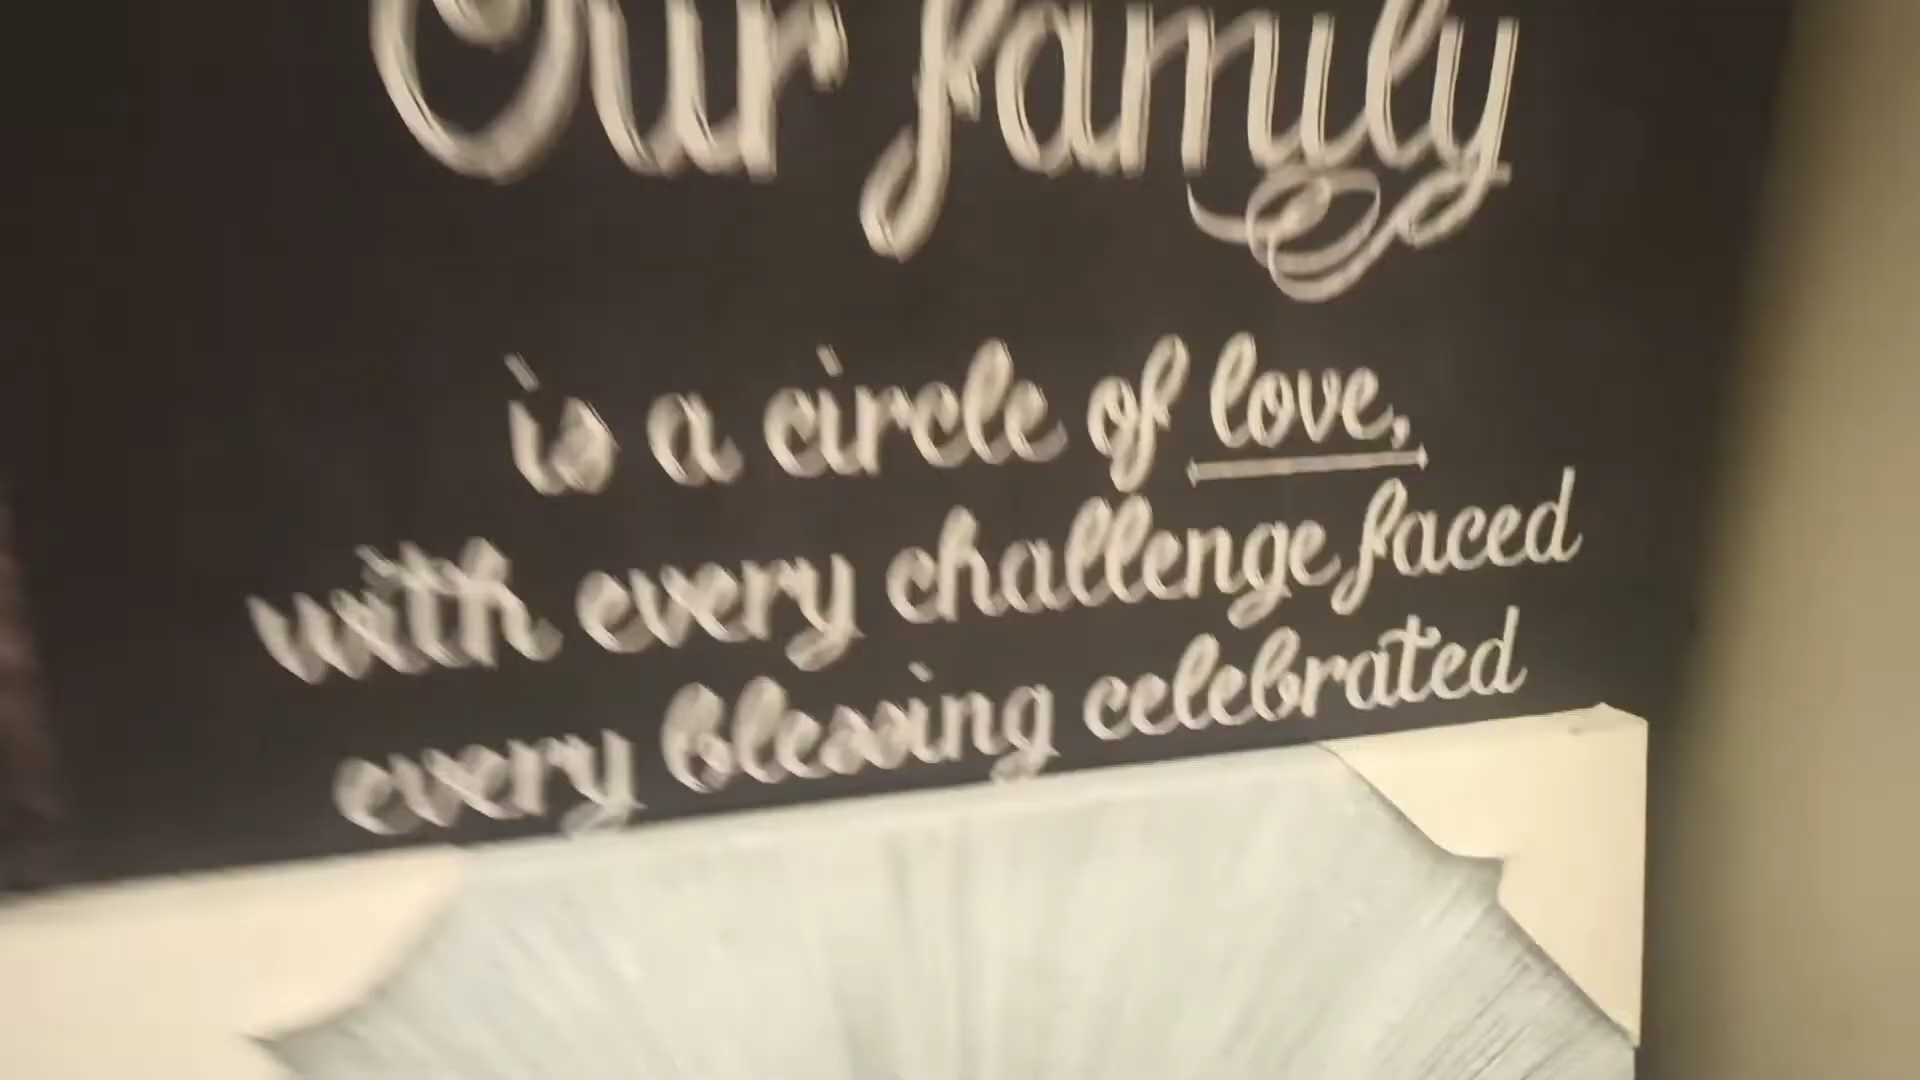 Our family
is a circle of love,
with every challenge faced
every blessing celebrated